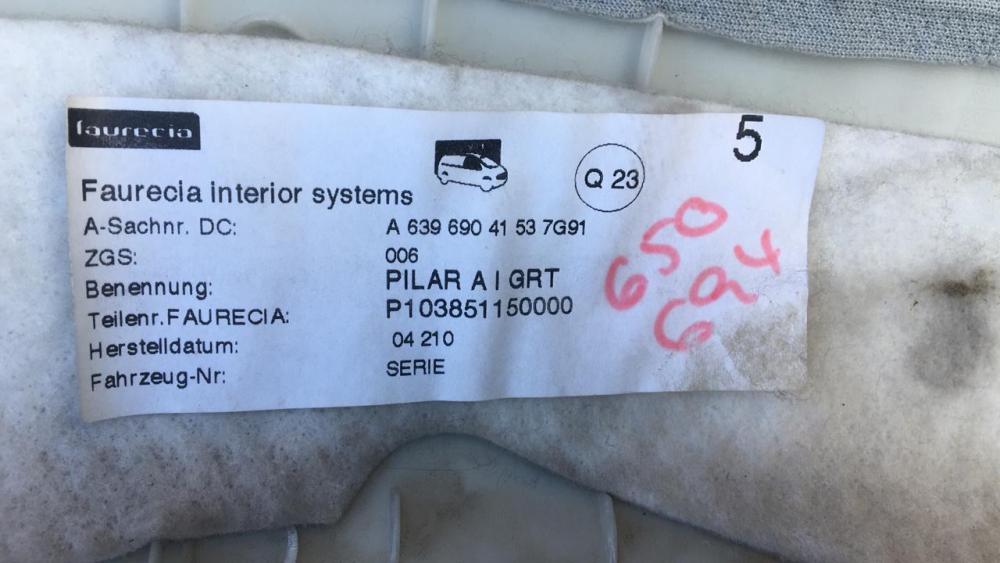 faurecia
5
Q 23
Faurecia interior systems
A-Sachnr. DC: A 639 690 41 53 7G91
ZGS: 006
Benennung: PILAR A I GRT
Teilenr.FAURECIA: P103851150000
Herstelldatum: 04 210
Fahrzeug-Nr: SERIE
650